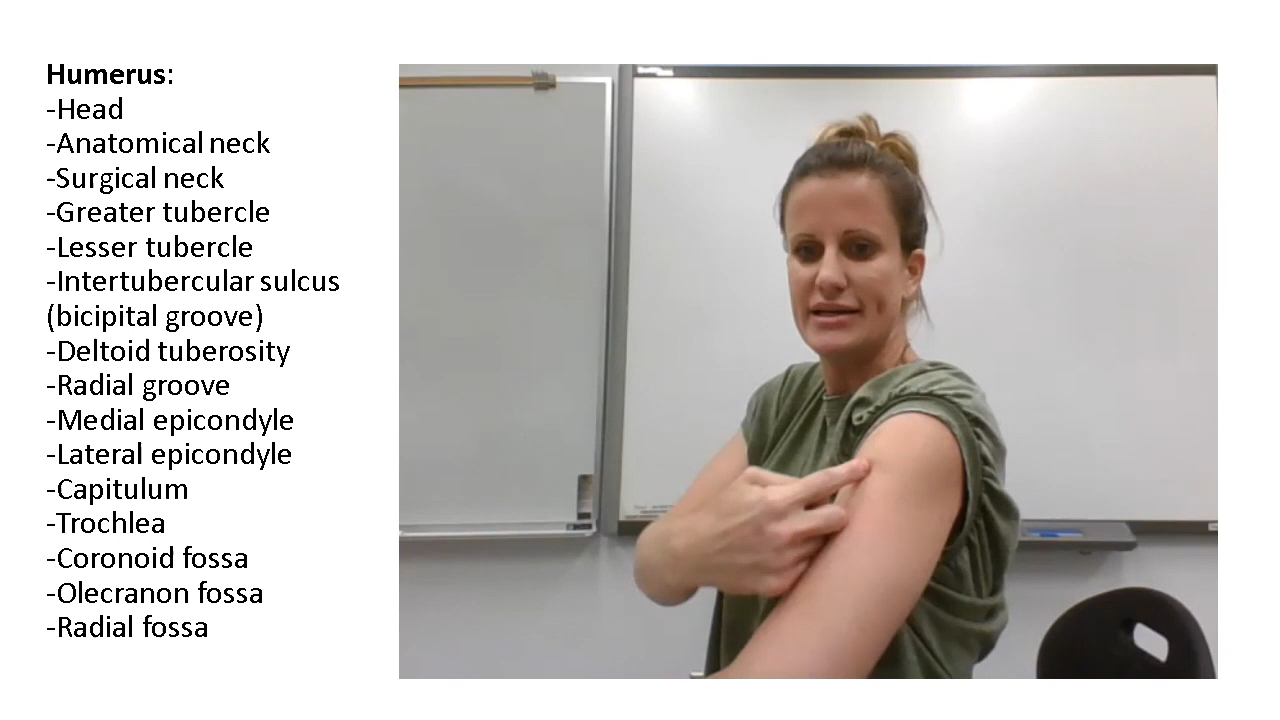 Humerus:
-Head
-Anatomical neck
-Surgical neck
-Greater tubercle
-Lesser tubercle
-Intertubercular sulcus
(bicipital groove)
-Deltoid tuberosity
-Radial groove
-Medial epicondyle
-Lateral epicondyle
-Capitulum
-Trochlea
-Coronoid fossa
-Olecranon fossa
-Radial fossa